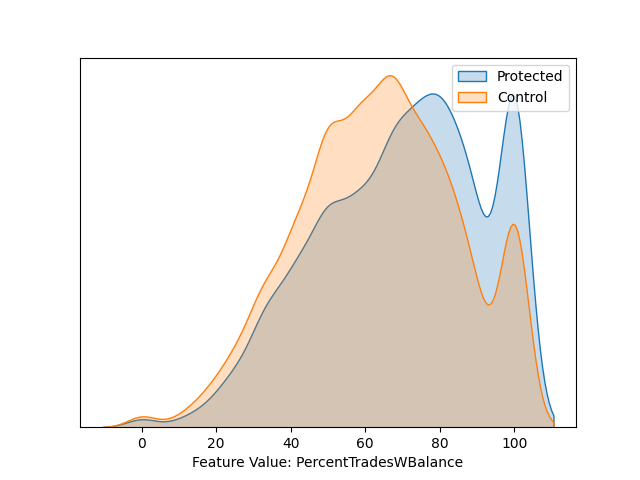 Protected
Control
0 20 40 60 80 100
Feature Value: PercentTradesWBalance